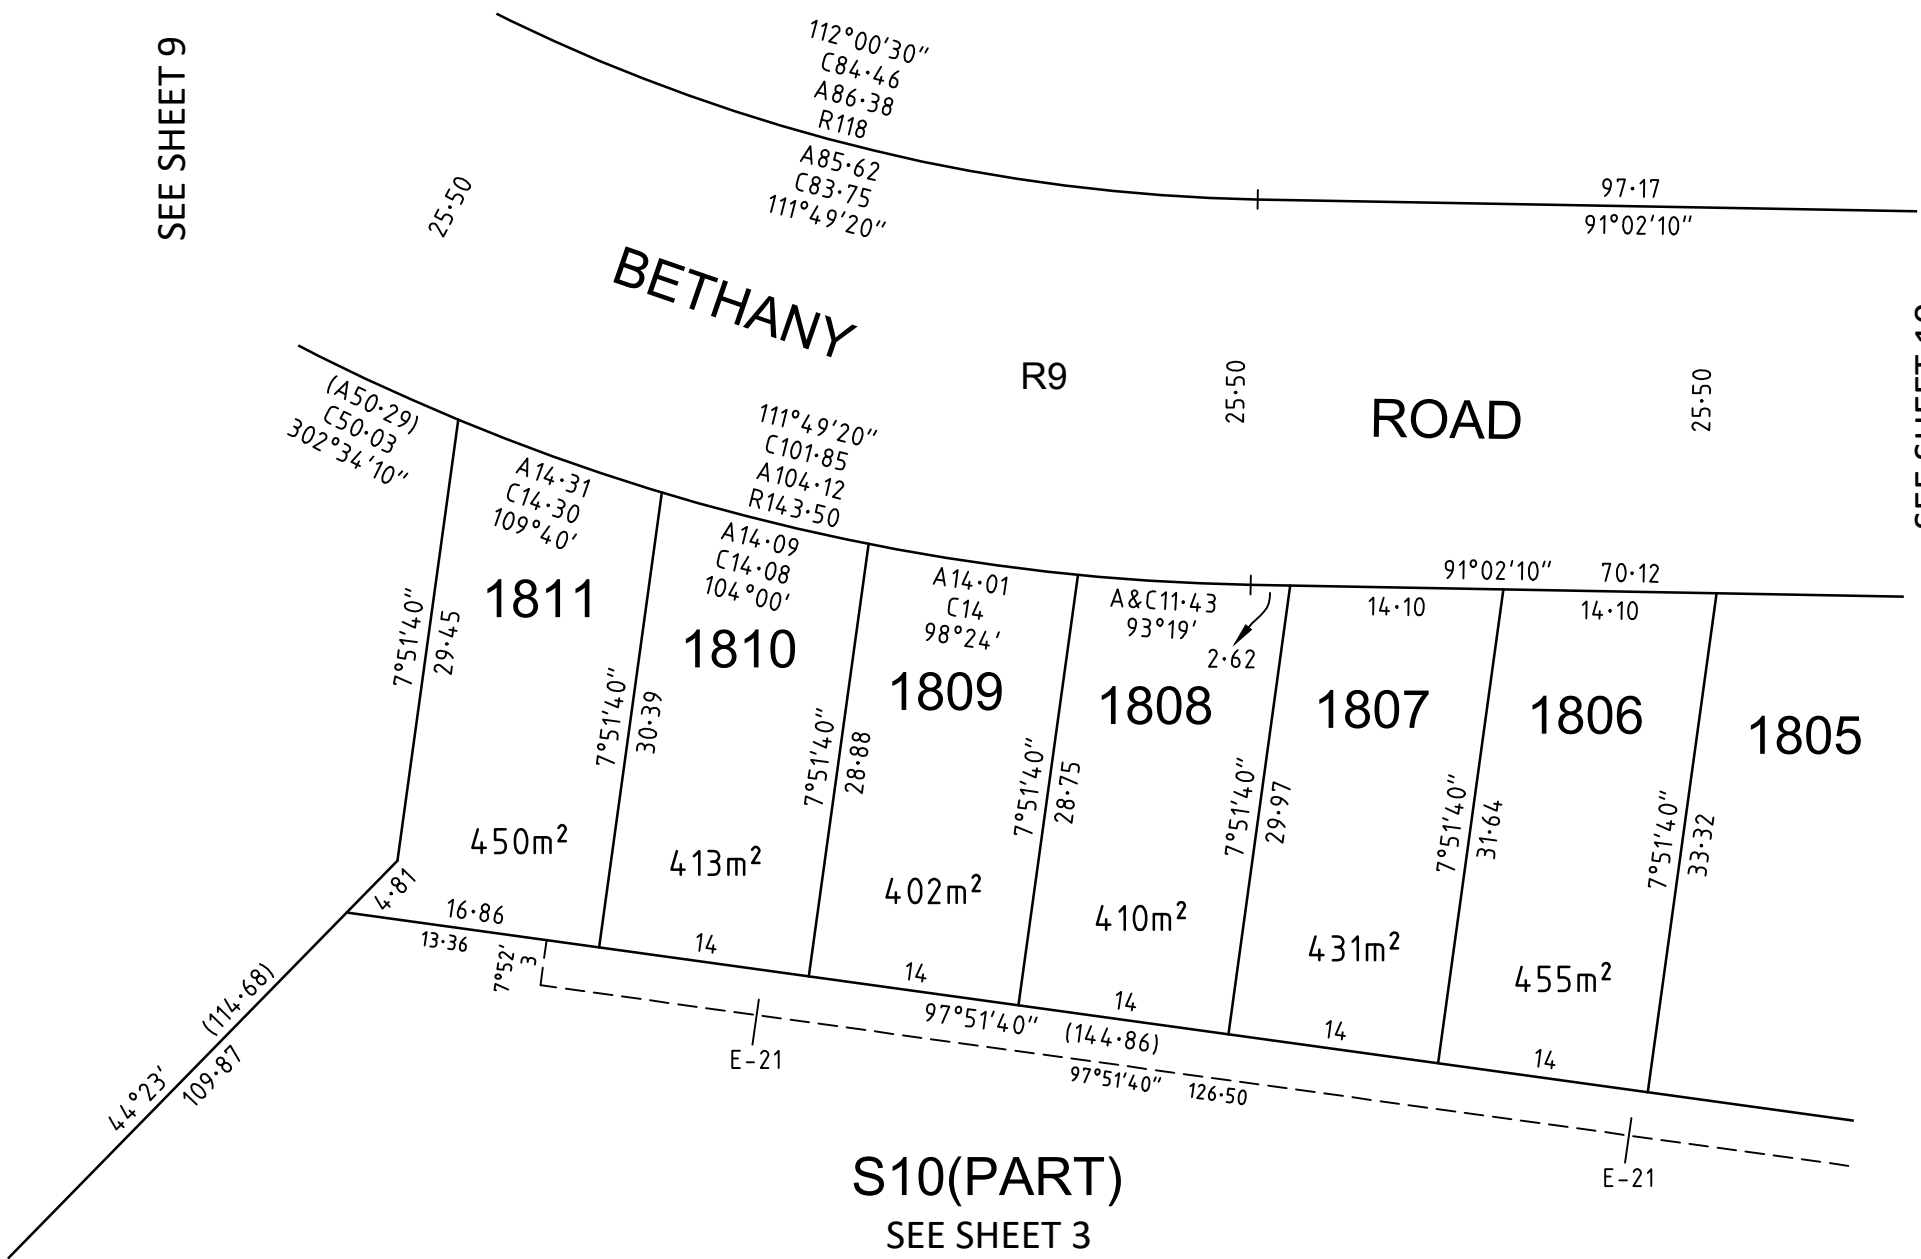 SEE SHEET 9
112°00'30"
C84·46
A86·38
R118
A85·62
C83·75
111°49'20"
25·50
97·17
91°02'10"
BETHANY
R9
25·50
ROAD
25·50
(A50·29)
C50·03
302°34'10"
111°49'20"
C101·85
A104·12
R143·50
A14·31
C14·30
109°40'
A14·09
C14·08
104°00'
A14·01
C14
98°24'
A&C11·43
93°19'
2·62
91°02'10" 70·12
14·10
14·10
1811
1810
1809
1808
1807
1806
1805
7°51'40"
29·45
7°51'40"
30·39
7°51'40"
28·88
7°51'40"
28·75
7°51'40"
29·97
7°51'40"
31·64
7°51'40"
33·32
450m²
413m²
402m²
410m²
431m²
455m²
4·81
16·86
13·36
7°52'
3
14
14
14
14
14
97°51'40" (144·86)
97°51'40" 126·50
(114·68)
44°23'
109·87
E-21
E-21
S10(PART)
SEE SHEET 3